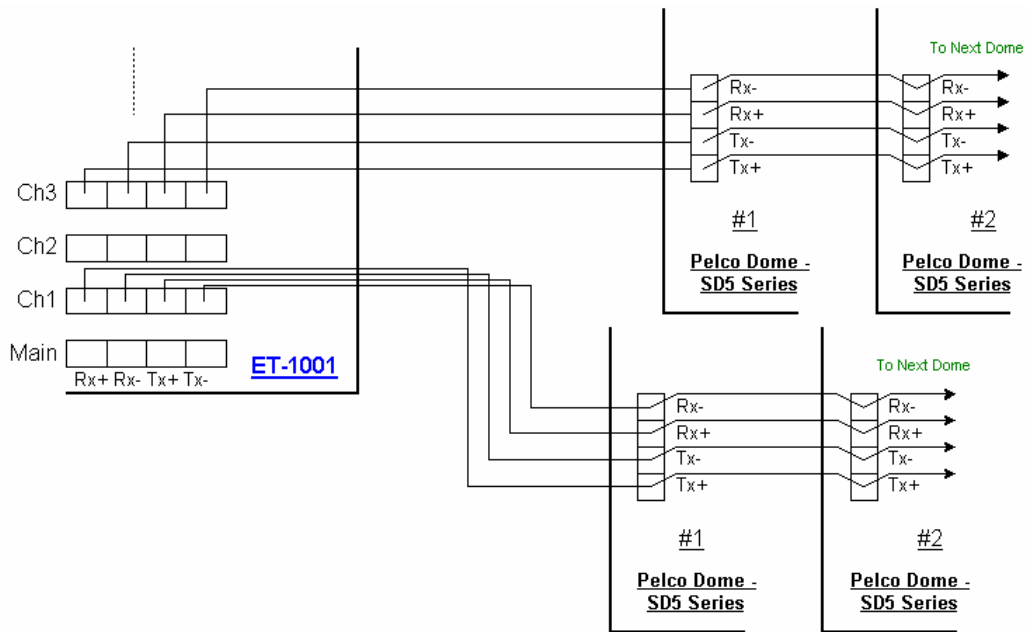 To Next Dome
Ch3
Rx-
Rx+
Tx-
Tx+
#1
Pelco Dome -
SD5 Series
Rx-
Rx+
Tx-
Tx+
#2
Pelco Dome -
SD5 Series
Ch2
Ch1
Main
Rx+ Rx- Tx+ Tx-
ET-1001
To Next Dome
Rx-
Rx+
Tx-
Tx+
#1
Pelco Dome -
SD5 Series
Rx-
Rx+
Tx-
Tx+
#2
Pelco Dome -
SD5 Series